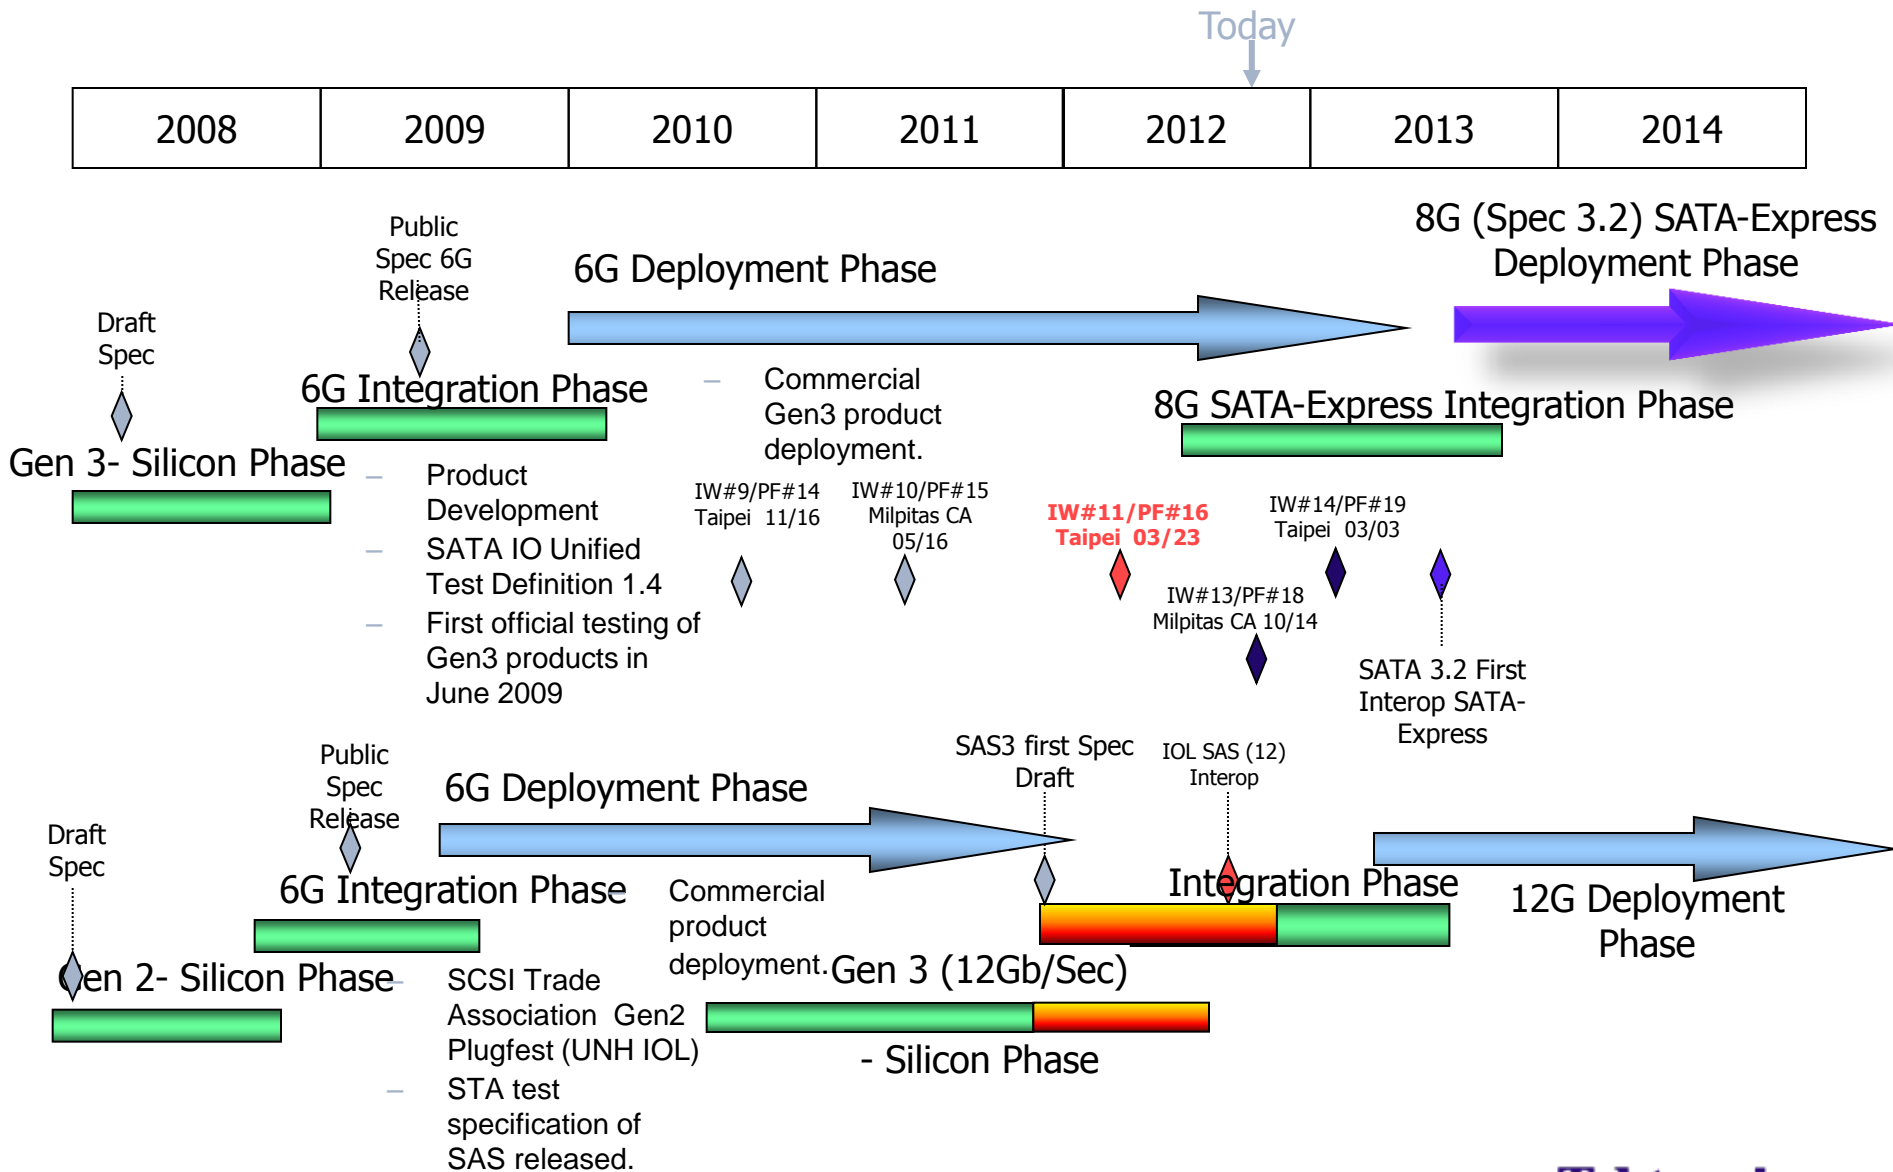 Today
2008 2009 2010 2011 2012 2013 2014
Public
Spec 6G
Release
6G Deployment Phase
8G (Spec 3.2) SATA-Express
Deployment Phase
Draft
Spec
6G Integration Phase
– Commercial
Gen3 product
deployment.
8G SATA-Express Integration Phase
Gen 3- Silicon Phase
– Product
Development
– SATA IO Unified
Test Definition 1.4
– First official testing of
Gen3 products in
June 2009
IW#9/PF#14
Taipei 11/16
IW#10/PF#15
Milpitas CA
05/16
IW#11/PF#16
Taipei 03/23
IW#14/PF#19
Taipei 03/03
IW#13/PF#18
Milpitas CA 10/14
SATA 3.2 First
Interop SATA-
Express
Public
Spec
Release
6G Deployment Phase
SAS3 first Spec
Draft
IOL SAS (12)
Interop
Draft
Spec
6G Integration Phase
– Commercial
product
deployment.
Integration Phase
12G Deployment
Phase
Gen 2- Silicon Phase
– SCSI Trade
Association Gen2
Plugfest (UNH IOL)
– STA test
specification of
SAS released.
Gen 3 (12Gb/Sec)
- Silicon Phase